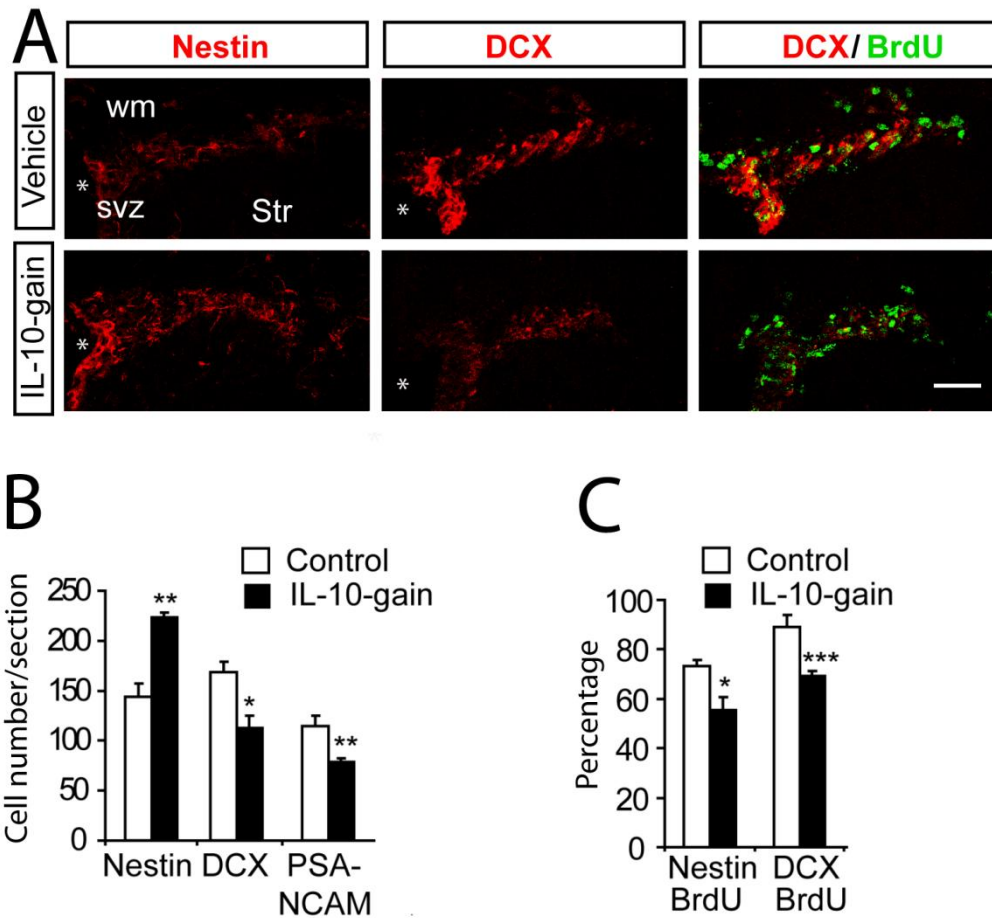 A
Nestin
DCX
DCX/BrdU
Vehicle
wm
*
svz
Str
*
IL-10-gain
*
*
B
Control
IL-10-gain
Cell number/section
250
200
150
100
50
0
**
*
**
Nestin
DCX
PSA-
NCAM
C
Control
IL-10-gain
Percentage
100
80
60
40
20
0
*
***
Nestin
BrdU
DCX
BrdU